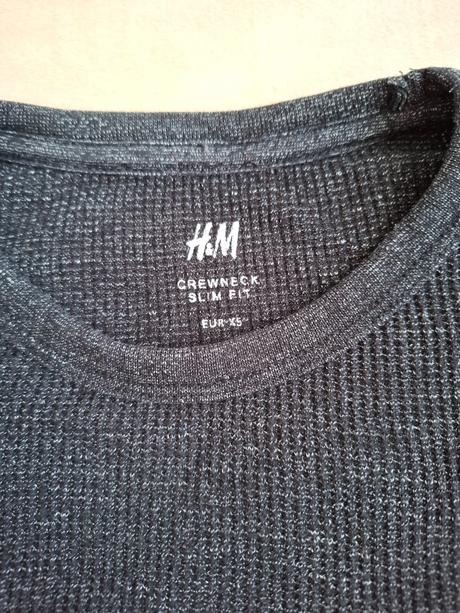 H&M
CREWNECK
SLIM FIT
EUR XS